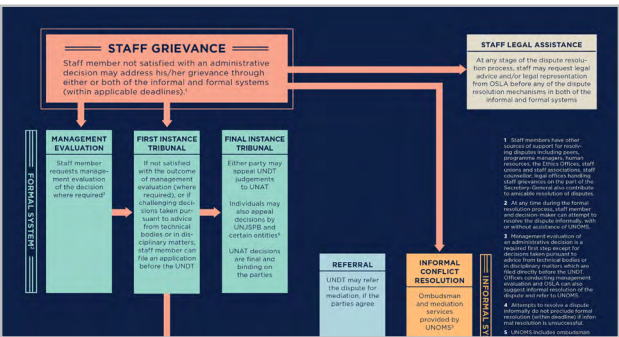 STAFF GRIEVANCE
Staff member not satisfied with an administrative
decision may address his/her grievance through
either or both of the informal and formal systems
(within applicable deadlines).¹
STAFF LEGAL ASSISTANCE
At any stage of the dispute resolu-
tion process, staff may request legal
advice and/or legal representation
from OSLA before any of the dispute
resolution mechanisms in both of the
informal and formal systems
FORMAL SYSTEM²
MANAGEMENT
EVALUATION
Staff member
requests manage-
ment evaluation
of the decision
where required³
FIRST INSTANCE
TRIBUNAL
If not satisfied
with the outcome
of management
evaluation (where
required), or if
challenging deci-
sions taken pur-
suant to advice
from technical
bodies or in dis-
ciplinary matters,
staff member can
file an application
before the UNDT
FINAL INSTANCE
TRIBUNAL
Either party may
appeal UNDT
judgements
to UNAT
Individuals may
also appeal
decisions by
UNJSPB and
certain entities⁶
UNAT decisions
are final and
binding on
the parties
REFERRAL
UNDT may refer
the dispute for
mediation, if the
parties agree
INFORMAL
CONFLICT
RESOLUTION
Ombudsman
and mediation
services
provided by
UNOMS⁵
INFORMAL SY
1 Staff members have other
sources of support for resolv-
ing disputes including peers,
programme managers, human
resources, the Ethics Offices, staff
unions and staff associations, staff
counsellor, legal offices handling
staff grievances on the part of the
Secretary-General also contribute
to amicable resolution of disputes.
2 At any time during the formal
resolution process, staff member
and decision-maker can attempt to
resolve the dispute informally, with
or without assistance of UNOMS.
3 Management evaluation of
an administrative decision is a
required first step except for
decisions taken pursuant to
advice from technical bodies or
in disciplinary matters which are
filed directly before the UNDT.
Offices conducting management
evaluation and OSLA can also
suggest informal resolution of the
dispute and refer to UNOMS.
4 Attempts to resolve a dispute
informally do not preclude formal
resolution (within deadline) if infor-
mal resolution is unsuccessful.
5 UNOMS includes ombudsman